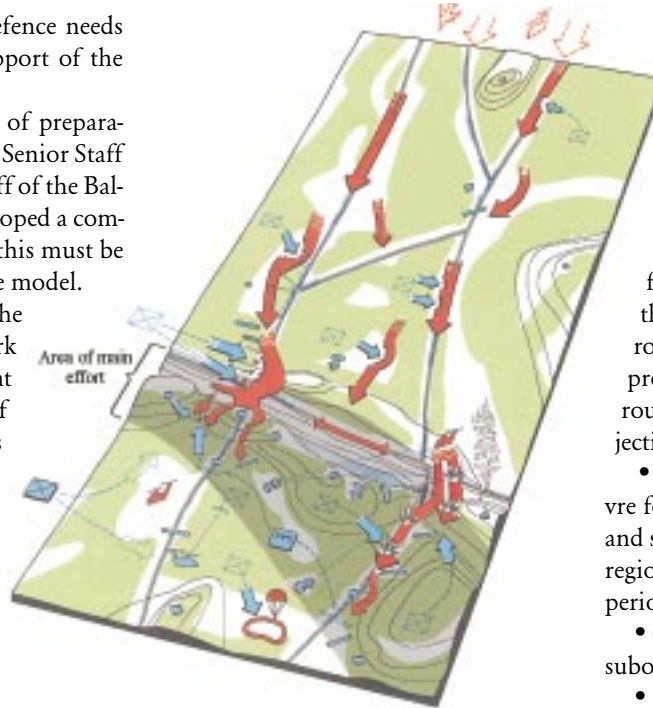 efence needs
pport of the
of prepara-
Senior Staff
ff of the Bal-
oped a com-
this must be
e model.
he
rk
nt
f
s
Area of main
effort
f
th
ro
pro
rou
jecti
•
vre fo
and s
regio
perio
•
subo
•